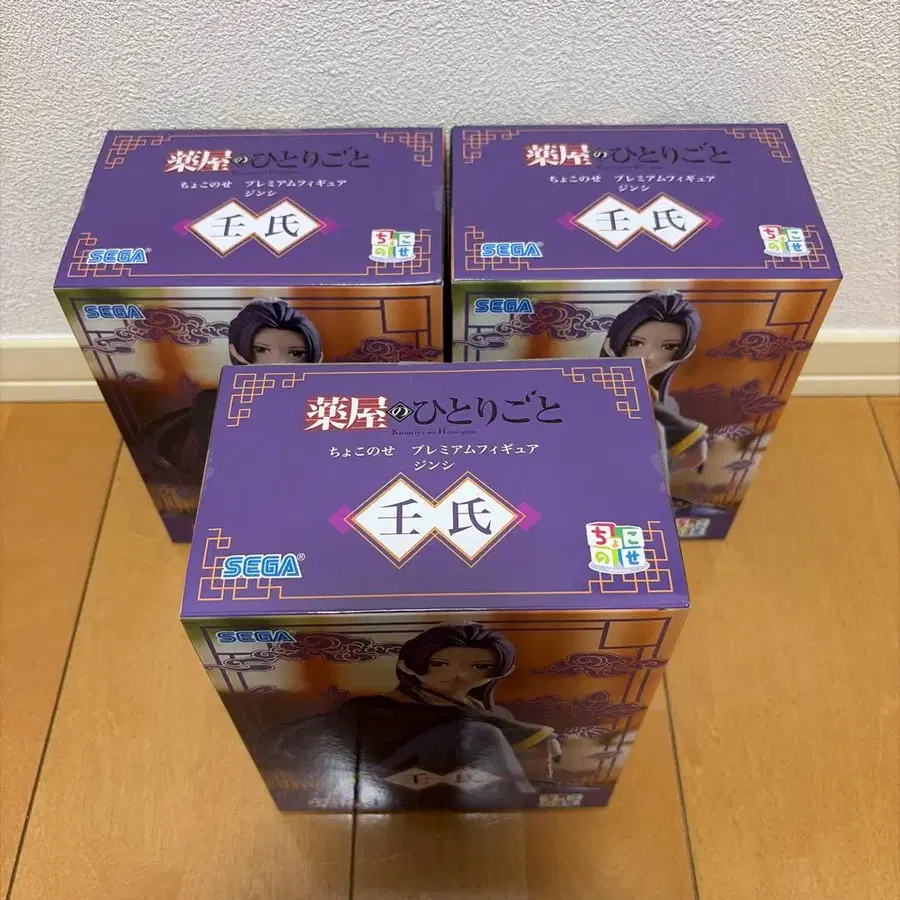 薬屋のひとりごと
ちょこのせ プレミアムフィギュア
ジンシ
壬氏
SEGA®
ちょこのせ
SEGA
薬屋のひとりごと
ちょこのせ プレミアムフィギュア
ジンシ
壬氏
SEGA®
ちょこのせ
SEGA
薬屋のひとりごと
Kusuriya no Hitorigoto
ちょこのせ プレミアムフィギュア
ジンシ
壬氏
SEGA®
ちょこのせ
SEGA
壬氏